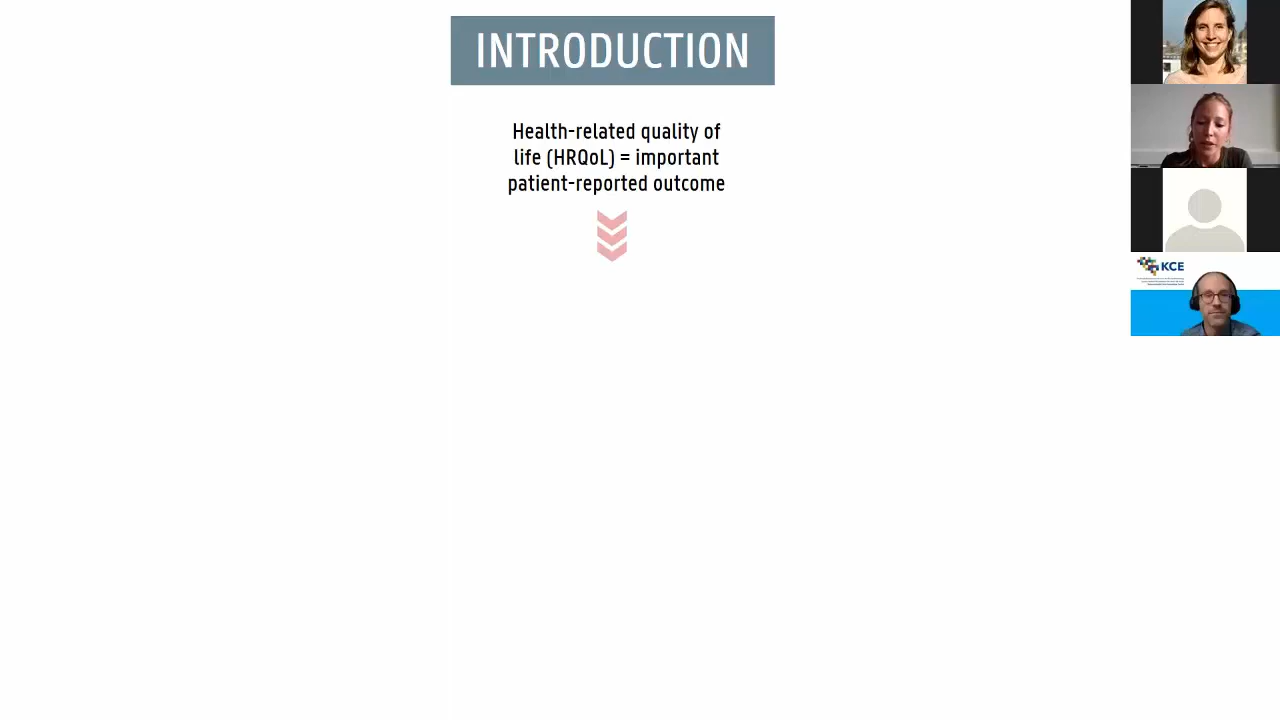 INTRODUCTION
Health-related quality of
life (HRQoL) = important
patient-reported outcome
KCE